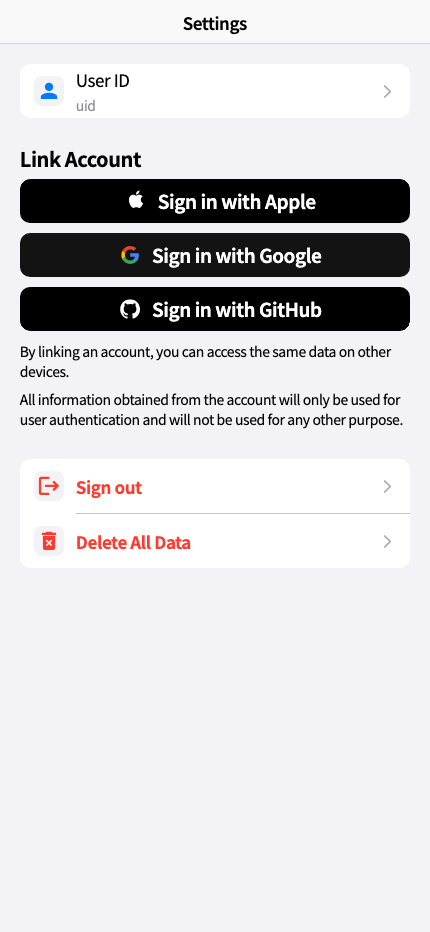 Settings
User ID
uid
Link Account
Sign in with Apple
Sign in with Google
Sign in with GitHub
By linking an account, you can access the same data on other
devices.
All information obtained from the account will only be used for
user authentication and will not be used for any other purpose.
Sign out
Delete All Data